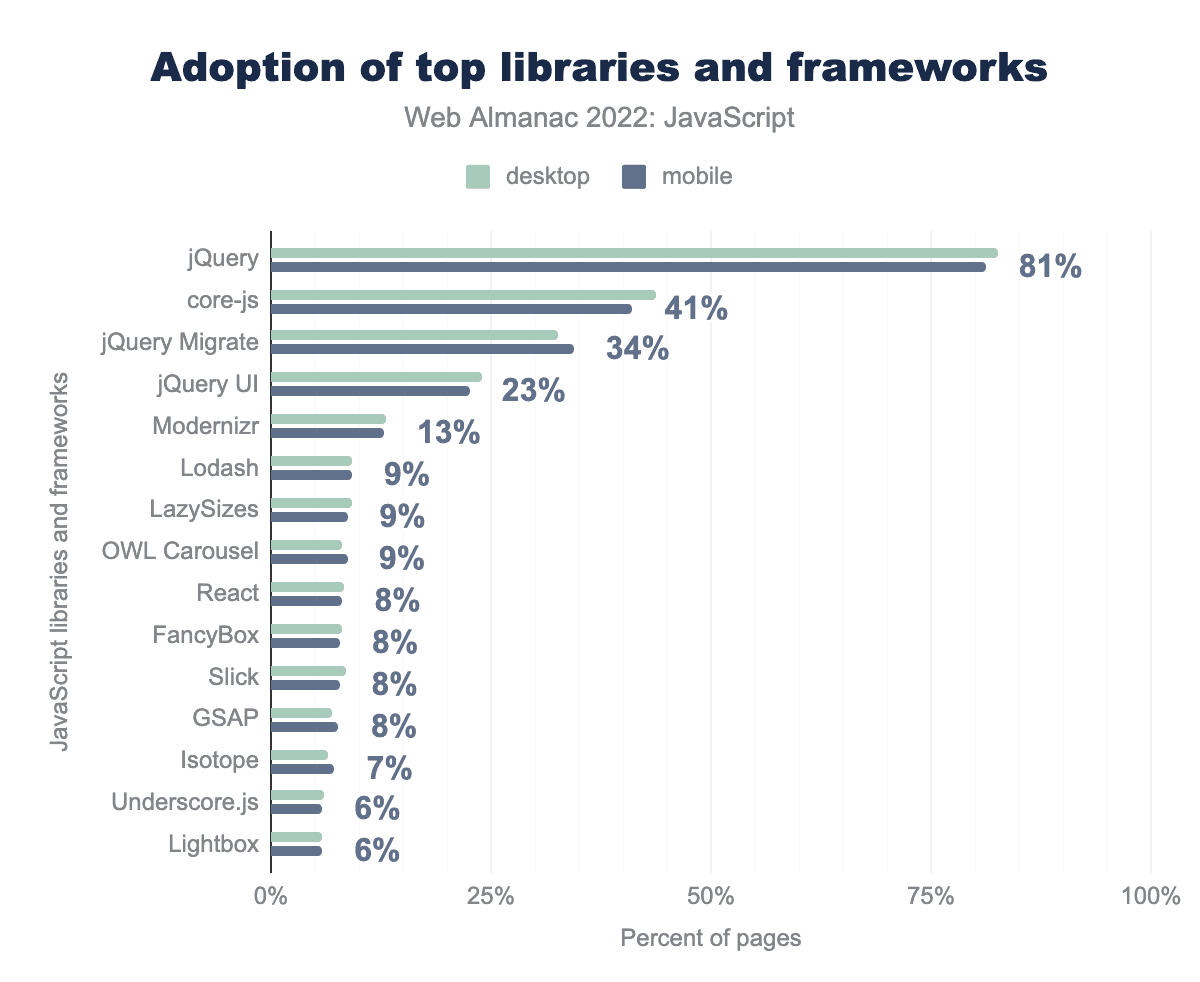 Adoption of top libraries and frameworks
Web Almanac 2022: JavaScript
desktop mobile
JavaScript libraries and frameworks
jQuery 81%
core-js 41%
jQuery Migrate 34%
jQuery UI 23%
Modernizr 13%
Lodash 9%
LazySizes 9%
OWL Carousel 9%
React 8%
FancyBox 8%
Slick 8%
GSAP 8%
Isotope 7%
Underscore.js 6%
Lightbox 6%
0% 25% 50% 75% 100%
Percent of pages